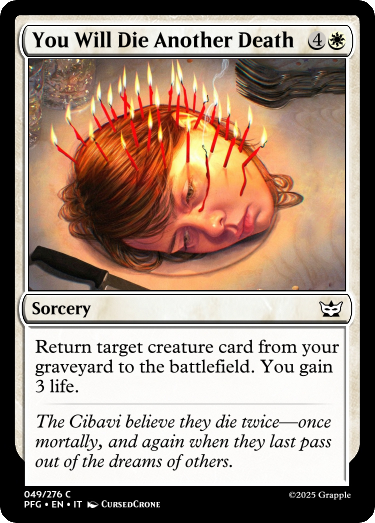 You Will Die Another Death 4
Sorcery
Return target creature card from your
graveyard to the battlefield. You gain
3 life.
The Cibavi believe they die twice—once
mortally, and again when they last pass
out of the dreams of others.
049/276 C
PFG • EN • IT CursedCrone
©2025 Grapple